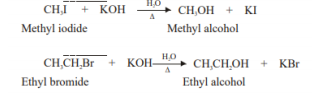 CH₃I + KOH H₂O Δ CH₃OH + KI
Methyl iodide Methyl alcohol
CH₃CH₂Br + KOH H₂O Δ CH₃CH₂OH + KBr
Ethyl bromide Ethyl alcohol